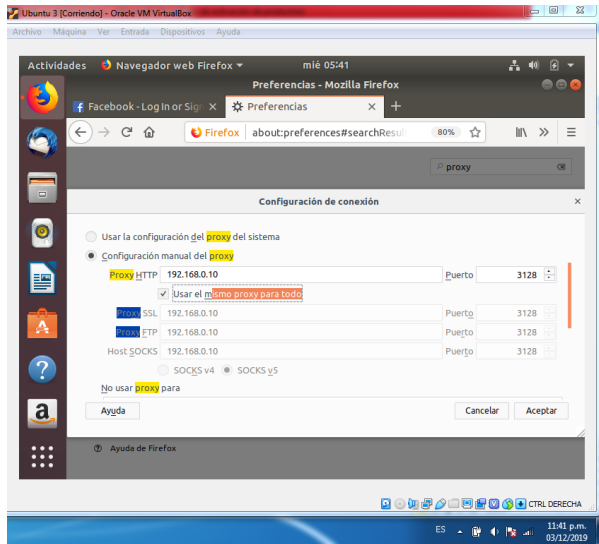 Ubuntu 3 [Corriendo] - Oracle VM VirtualBox
Archivo Máquina Ver Entrada Dispositivos Ayuda
Actividades Navegador web Firefox mié 05:41
Preferencias - Mozilla Firefox
Facebook - Log In or Sig Preferencias
Firefox about:preferences#searchResul 80%
proxy
Configuración de conexión
Usar la configuración del proxy del sistema
Configuración manual del proxy
Proxy HTTP 192.168.0.10 Puerto 3128
Usar el mismo proxy para todo
Proxy SSL 192.168.0.10 Puerto 3128
Proxy FTP 192.168.0.10 Puerto 3128
Host SOCKS 192.168.0.10 Puerto 3128
SOCKS v4 SOCKS v5
No usar proxy para
Ayuda Cancelar Aceptar
Ayuda de Firefox
CTRL DERECHA
ES 11:41 p.m.
03/12/2019